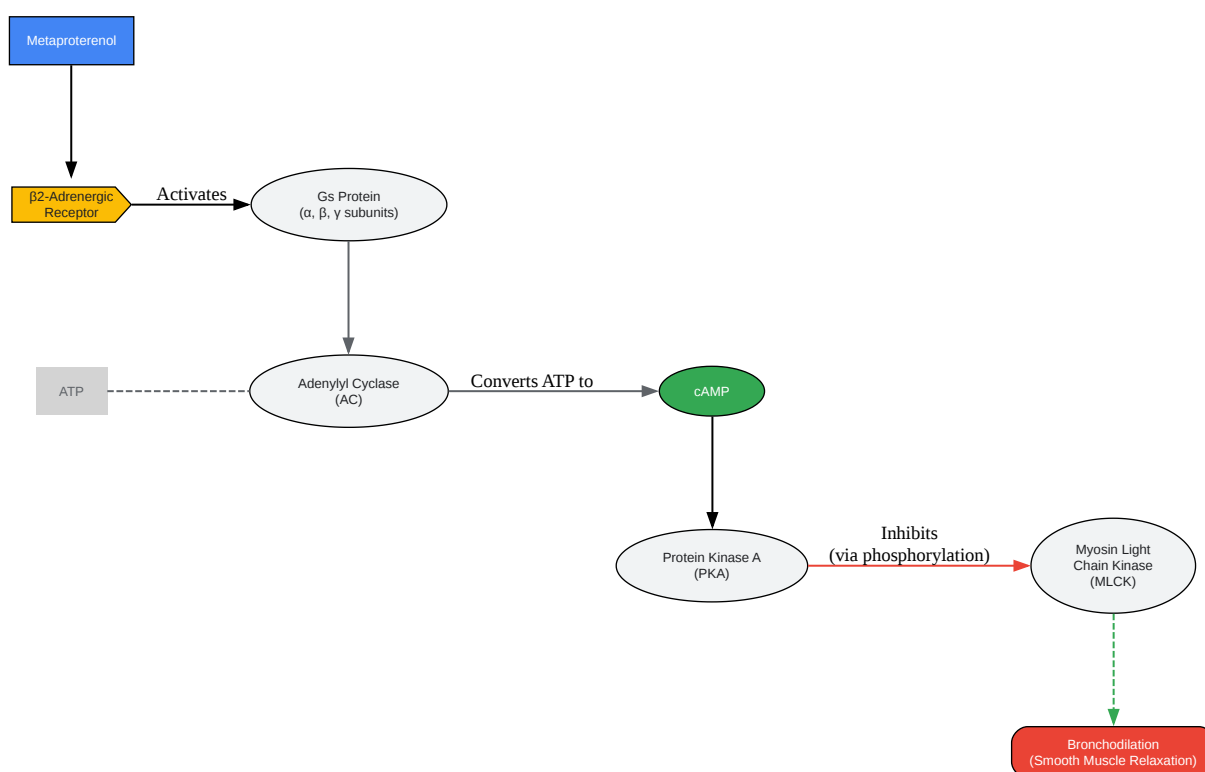 Metaproterenol
β2-Adrenergic
Receptor
Activates
Gs Protein
(α, β, γ subunits)
ATP
Adenylyl Cyclase
(AC)
Converts ATP to
cAMP
Protein Kinase A
(PKA)
Inhibits
(via phosphorylation)
Myosin Light
Chain Kinase
(MLCK)
Bronchodilation
(Smooth Muscle Relaxation)